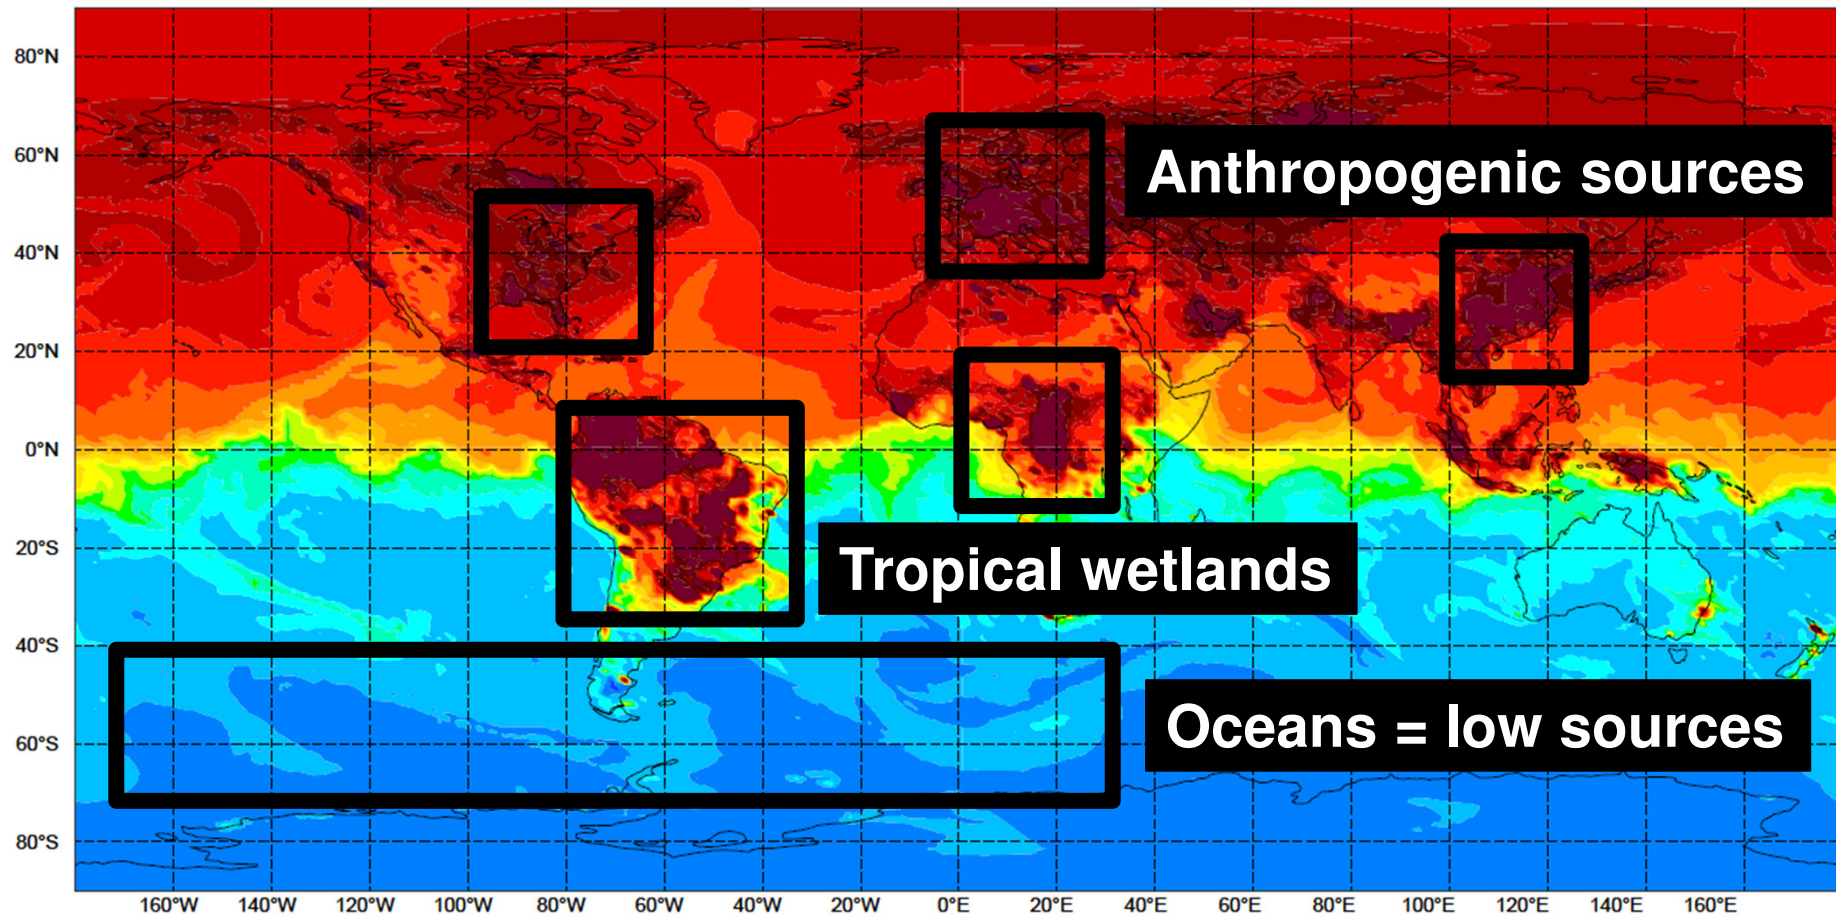 80°N
60°N
Anthropogenic sources
40°N
20°N
0°N
20°S
Tropical wetlands
40°S
Oceans = low sources
60°S
80°S
160°W 140°W 120°W 100°W 80°W 60°W 40°W 20°W 0°E 20°E 40°E 60°E 80°E 100°E 120°E 140°E 160°E